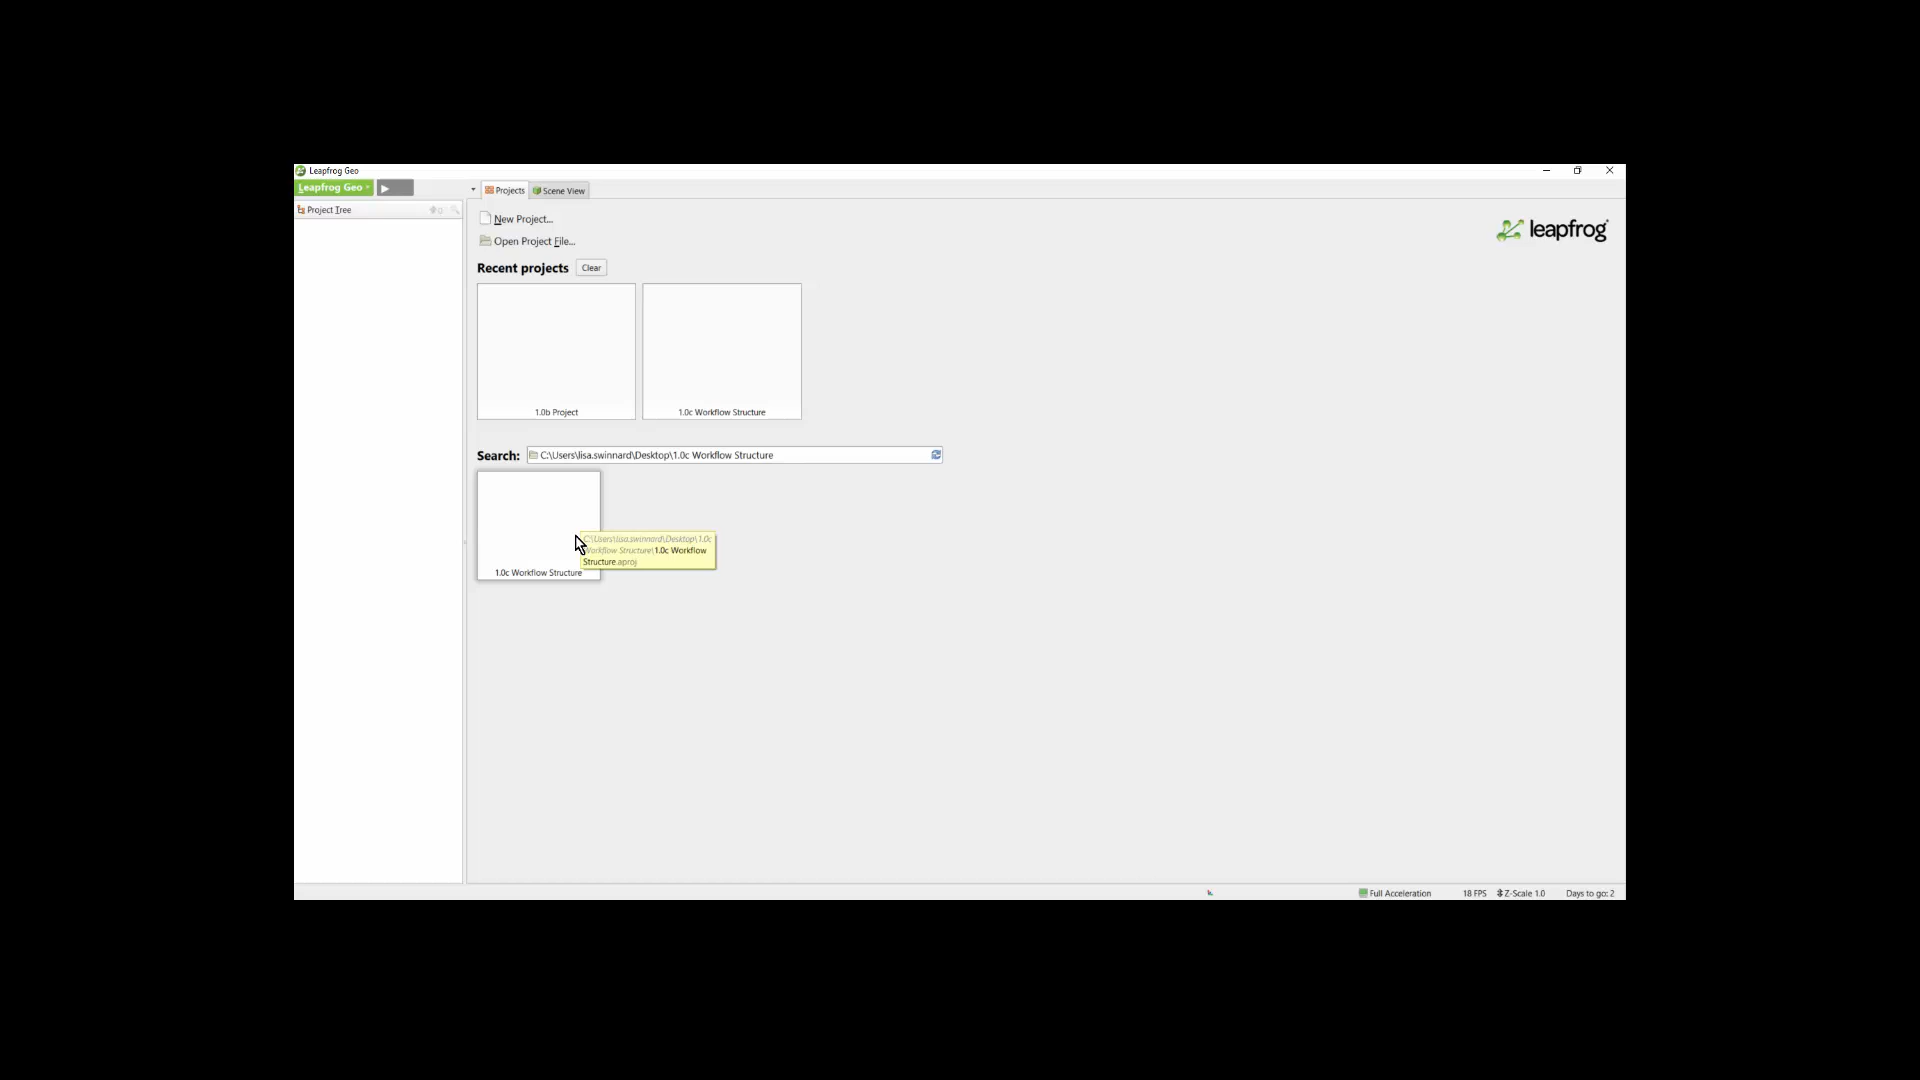 Leapfrog Geo
Leapfrog Geo
Projects
Scene View
Project Tree
New Project...
Open Project File...
leapfrog
Recent projects
Clear
1.0b Project
1.0c Workflow Structure
Search:
C:\Users\lisa.swinnard\Desktop\1.0c Workflow Structure
C:\Users\lisa.swinnard\Desktop\1.0c
Workflow Structure\1.0c Workflow
Structure.aproj
1.0c Workflow Structure
Full Acceleration
18 FPS
Z-Scale 1.0
Days to go: 2